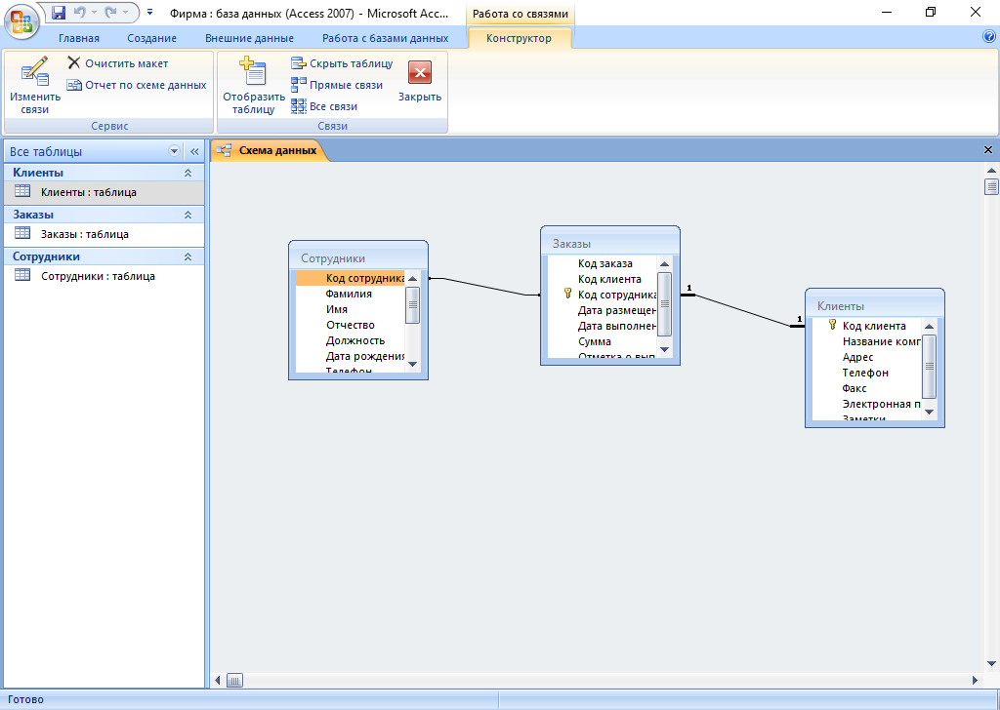 Фирма : база данных (Access 2007) - Microsoft Acc...
Работа со связями
Главная
Создание
Внешние данные
Работа с базами данных
Конструктор
Изменить связи
Очистить макет
Отчет по схеме данных
Сервис
Отобразить таблицу
Скрыть таблицу
Прямые связи
Все связи
Закрыть
Связи
Все таблицы
Клиенты
Клиенты : таблица
Заказы
Заказы : таблица
Сотрудники
Сотрудники : таблица
Схема данных
Сотрудники
Код сотрудника
Фамилия
Имя
Отчество
Должность
Дата рождения
Телефон
Заказы
Код заказа
Код клиента
Код сотрудника
Дата размещен
Дата выполнен
Сумма
Отметка о вып
1
1
Клиенты
Код клиента
Название комп
Адрес
Телефон
Факс
Электронная п
Заметки
Готово